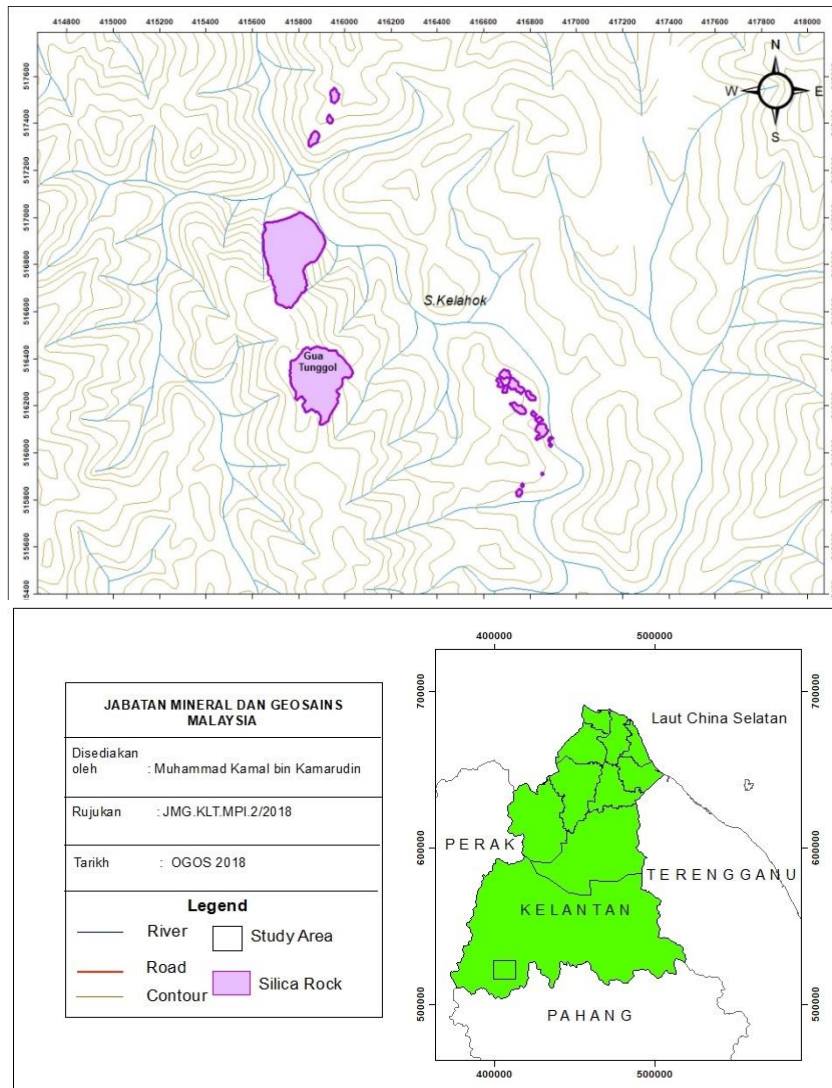 414800 415000 415200 415400 415600 415800 416000 416200 416400 416600 416800 417000 417200 417400 417600 417800 418000
N
W E
S
517600
517400
517200
517000
516800
516600
516400
516200
516000
515800
515600
515400
S.Kelahok
Gua
Tunggol
JABATAN MINERAL DAN GEOSAINS
MALAYSIA
Disediakan
oleh : Muhammad Kamal bin Kamarudin
Rujukan : JMG.KLT.MPI.2/2018
Tarikh : OGOS 2018
Legend
River
Study Area
Road
Silica Rock
Contour
400000 500000
700000 700000
Laut China Selatan
PERAK
600000 600000
TERENGGANU
KELANTAN
500000 500000
PAHANG
400000 500000